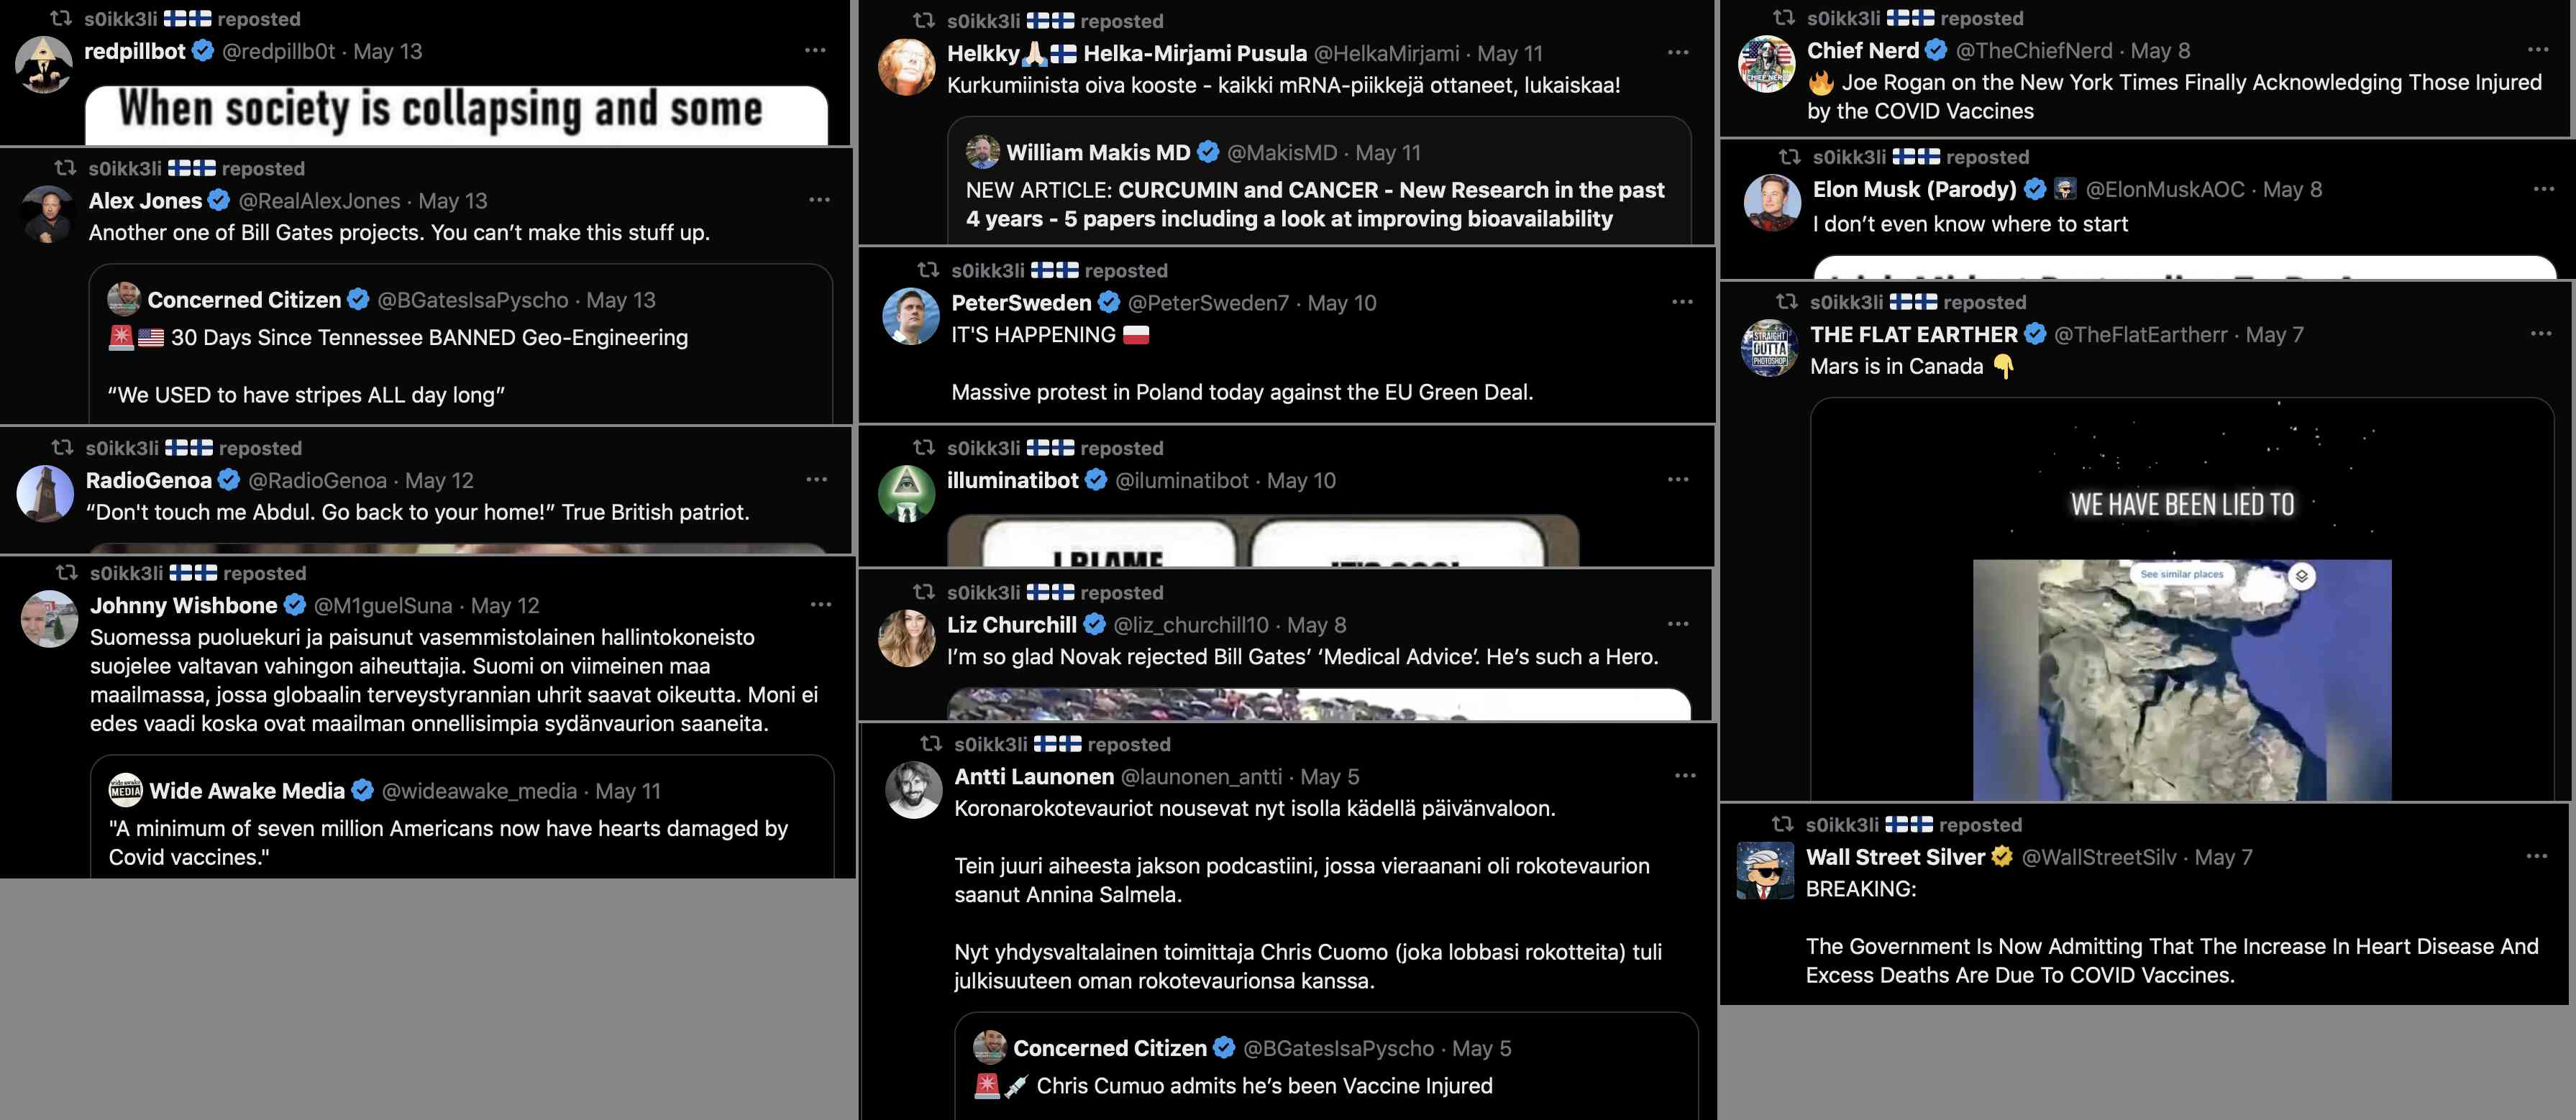 s0ikk3li 🇫🇮🇫🇮 reposted
redpillbot @redpillb0t · May 13
When society is collapsing and some
s0ikk3li 🇫🇮🇫🇮 reposted
Alex Jones @RealAlexJones · May 13
Another one of Bill Gates projects. You can’t make this stuff up.
Concerned Citizen @BGatesIsaPyscho · May 13
🚨🇺🇸 30 Days Since Tennessee BANNED Geo-Engineering
“We USED to have stripes ALL day long”
s0ikk3li 🇫🇮🇫🇮 reposted
RadioGenoa @RadioGenoa · May 12
“Don't touch me Abdul. Go back to your home!” True British patriot.
s0ikk3li 🇫🇮🇫🇮 reposted
Johnny Wishbone @M1guelSuna · May 12
Suomessa puoluekuri ja paisunut vasemmistolainen hallintokoneisto
suojelee valtavan vahingon aiheuttajia. Suomi on viimeinen maa
maailmassa, jossa globaalin terveystyrannian uhrit saavat oikeutta. Moni ei
edes vaadi koska ovat maailman onnellisimpia sydänvaurion saaneita.
Wide Awake Media @wideawake_media · May 11
"A minimum of seven million Americans now have hearts damaged by
Covid vaccines."
s0ikk3li 🇫🇮🇫🇮 reposted
Helkky🙏🏻🇫🇮 Helka-Mirjami Pusula @HelkaMirjami · May 11
Kurkumiinista oiva kooste - kaikki mRNA-piikkejä ottaneet, lukaiskaa!
William Makis MD @MakisMD · May 11
NEW ARTICLE: CURCUMIN and CANCER - New Research in the past
4 years - 5 papers including a look at improving bioavailability
s0ikk3li 🇫🇮🇫🇮 reposted
PeterSweden @PeterSweden7 · May 10
IT'S HAPPENING 🇵🇱
Massive protest in Poland today against the EU Green Deal.
s0ikk3li 🇫🇮🇫🇮 reposted
illuminatibot @iluminatibot · May 10
I BLAME
s0ikk3li 🇫🇮🇫🇮 reposted
Liz Churchill @liz_churchill10 · May 8
I’m so glad Novak rejected Bill Gates’ ‘Medical Advice’. He’s such a Hero.
s0ikk3li 🇫🇮🇫🇮 reposted
Antti Launonen @launonen_antti · May 5
Koronarokotevauriot nousevat nyt isolla kädellä päivänvaloon.
Tein juuri aiheesta jakson podcastiini, jossa vieraanani oli rokotevaurion
saanut Annina Salmela.
Nyt yhdysvaltalainen toimittaja Chris Cuomo (joka lobbasi rokotteita) tuli
julkisuuteen oman rokotevaurionsa kanssa.
Concerned Citizen @BGatesIsaPyscho · May 5
🚨💉 Chris Cumuo admits he’s been Vaccine Injured
s0ikk3li 🇫🇮🇫🇮 reposted
Chief Nerd @TheChiefNerd · May 8
🔥 Joe Rogan on the New York Times Finally Acknowledging Those Injured
by the COVID Vaccines
s0ikk3li 🇫🇮🇫🇮 reposted
Elon Musk (Parody) @ElonMuskAOC · May 8
I don’t even know where to start
s0ikk3li 🇫🇮🇫🇮 reposted
THE FLAT EARTHER @TheFlatEartherr · May 7
STRAIGHT
OUTTA
PHOTOSHOP
Mars is in Canada 👇
WE HAVE BEEN LIED TO
See similar places
s0ikk3li 🇫🇮🇫🇮 reposted
Wall Street Silver @WallStreetSilv · May 7
BREAKING:
The Government Is Now Admitting That The Increase In Heart Disease And
Excess Deaths Are Due To COVID Vaccines.